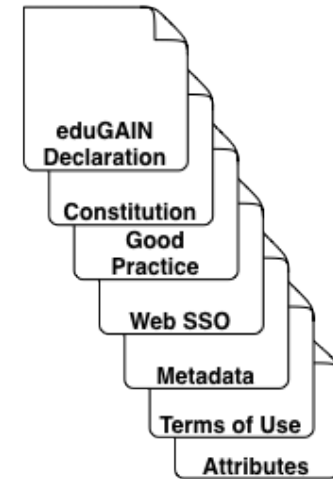 eduGAIN
Declaration
Constitution
Good
Practice
Web SSO
Metadata
Terms of Use
Attributes